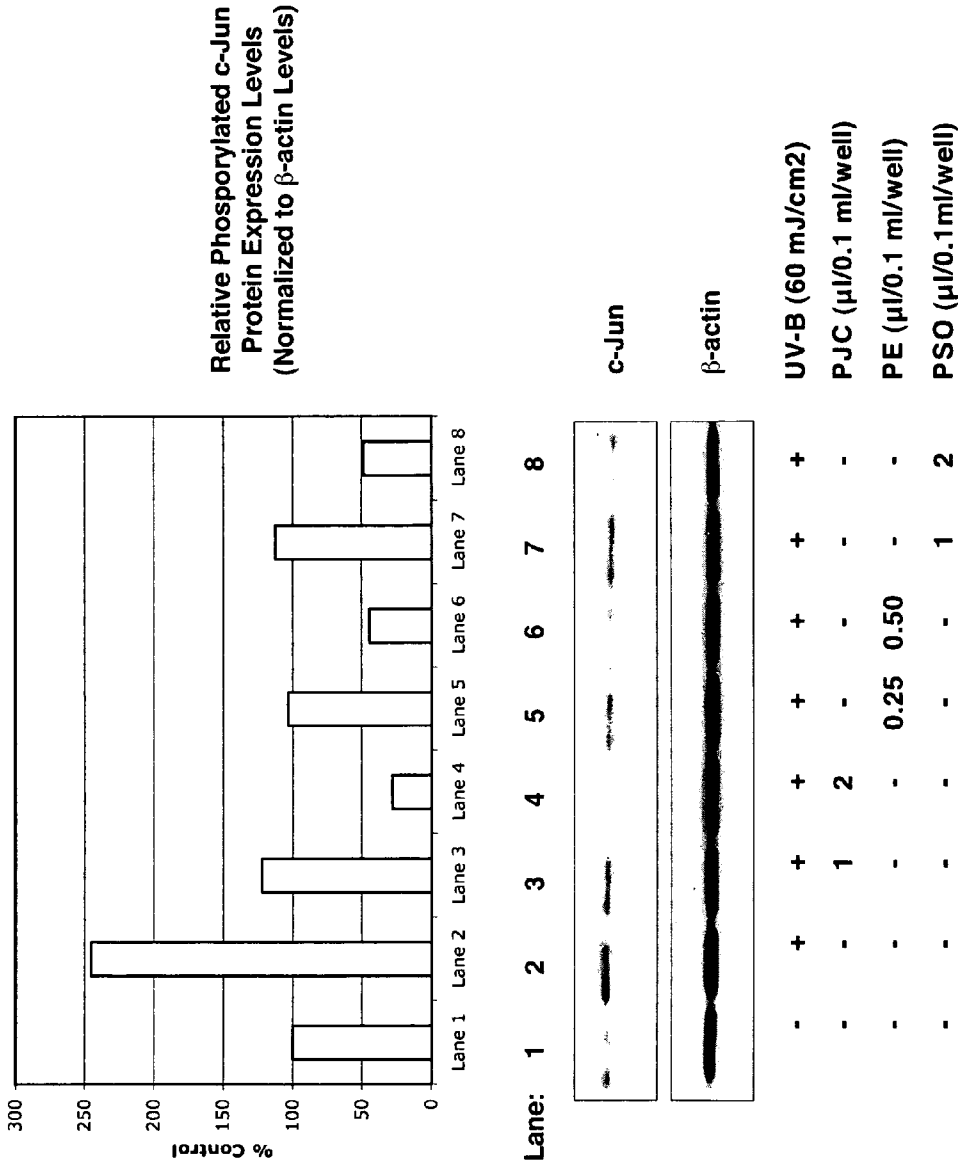 Relative Phosporylated c-Jun
Protein Expression Levels
(Normalized to β-actin Levels)
% Control
300
250
200
150
100
50
0
Lane 1 Lane 2 Lane 3 Lane 4 Lane 5 Lane 6 Lane 7 Lane 8
Lane: 1 2 3 4 5 6 7 8
c-Jun
β-actin
- + + + + + + + UV-B (60 mJ/cm2)
- - 1 2 - - - - PJC (µl/0.1 ml/well)
- - - - 0.25 0.50 - - PE (µl/0.1 ml/well)
- - - - - - 1 2 PSO (µl/0.1ml/well)